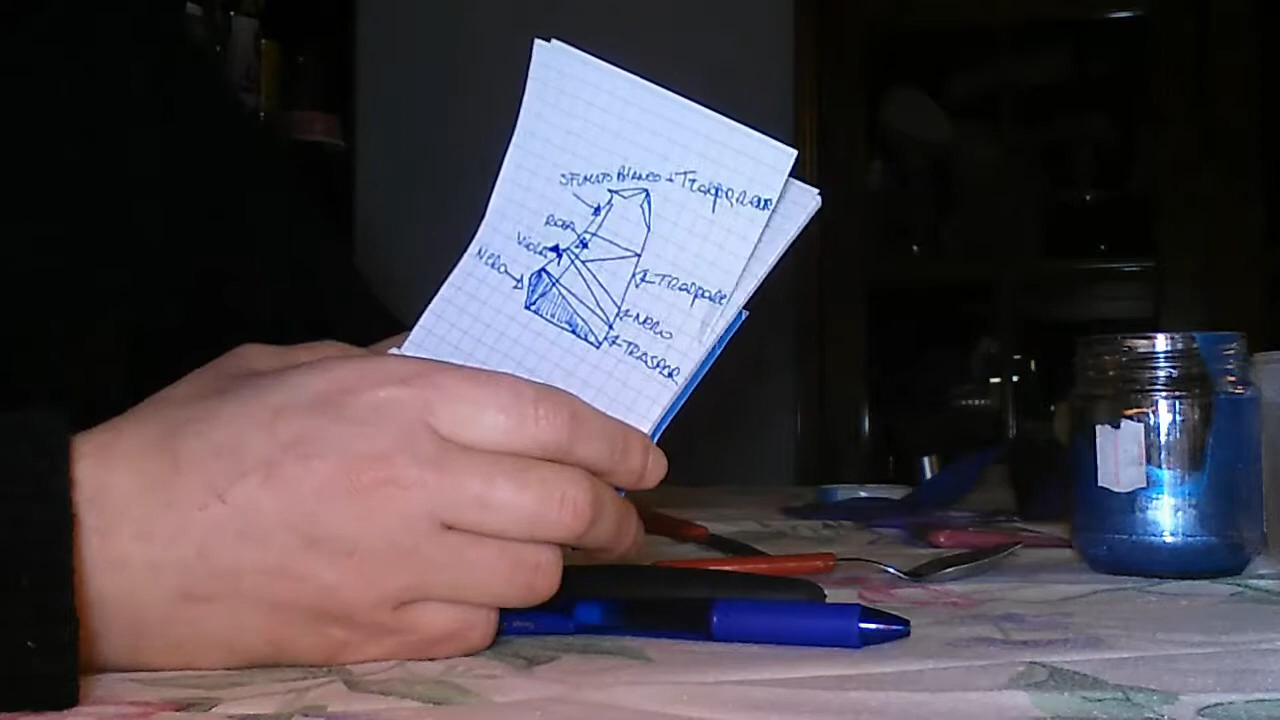 SFUMATO BIANCO + Trasparente
ROSA
VIOLA
NERO
TRASPARE
NERO
TRASPAR